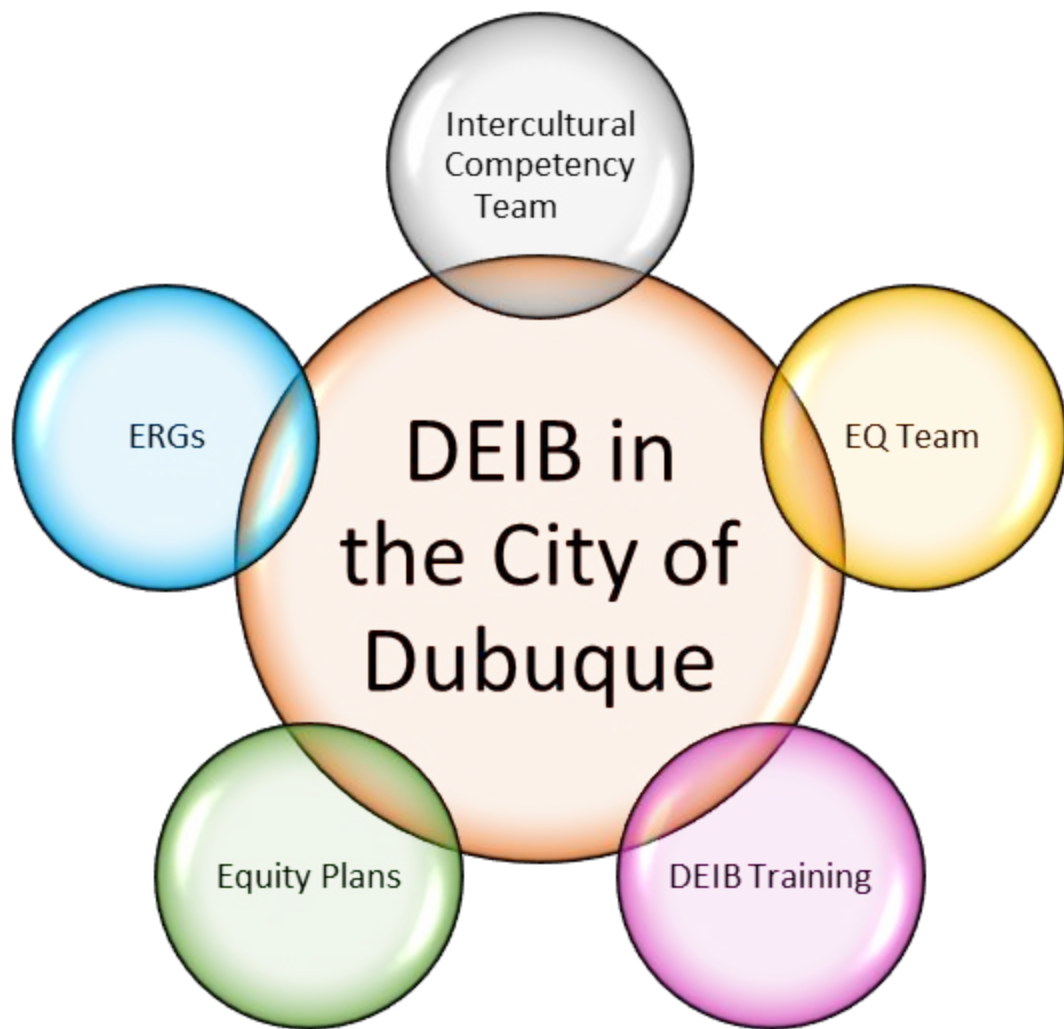 Intercultural
Competency
Team
ERGs
EQ Team
DEIB in
the City of
Dubuque
Equity Plans
DEIB Training